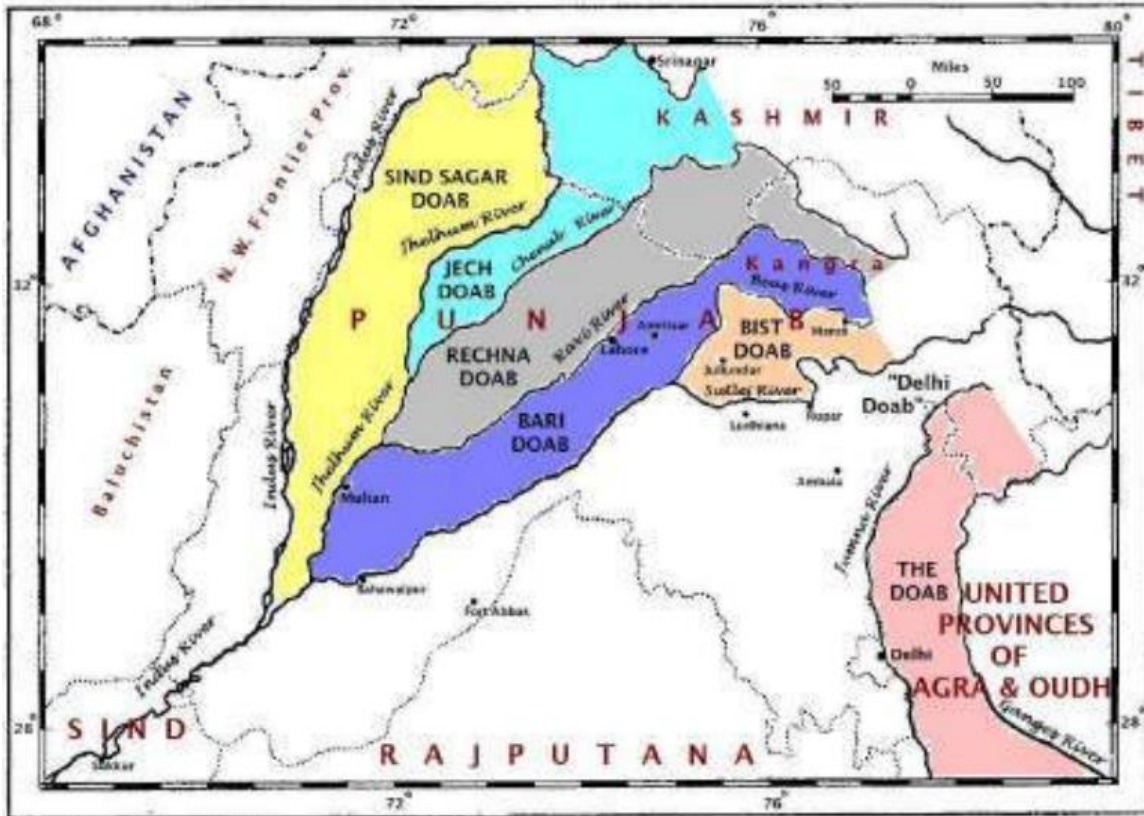 68°
72°
76°
80°
Srinagar
Miles
50
0
50
100
TIBET
KASHMIR
AFGHANISTAN
N.W. Frontier Prov.
Indus River
SIND SAGAR
DOAB
Jhelhum River
Chenab River
JECH
DOAB
Kangra
Beas River
32°
32°
PUNJAB
Ravi River
Amritsar
Lahore
RECHNA
DOAB
BIST
DOAB
Jullundar
Sutlej River
"Delhi
Doab"
Ropar
Ludhiana
Ambala
Baluchistan
Indus River
Jhelhum River
BARI
DOAB
Multan
Jumna River
THE
DOAB
UNITED
PROVINCES
OF
AGRA & OUDH
Bahawalpur
Fort Abbas
Delhi
Indus River
Ganges River
28°
28°
SIND
Sukkur
RAJPUTANA
72°
76°